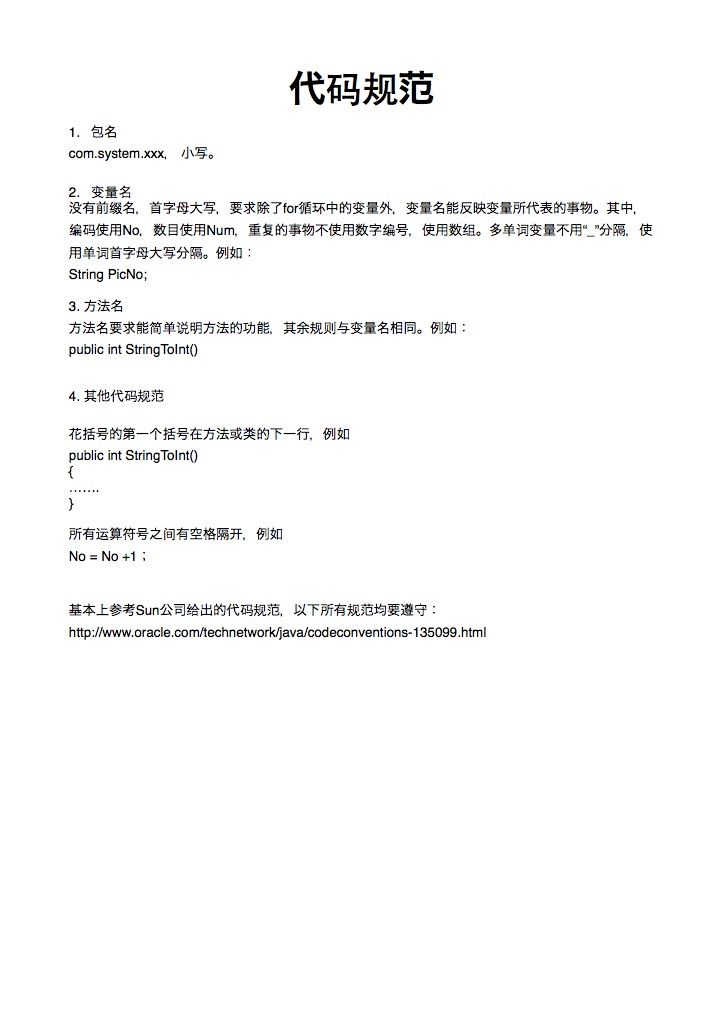 代码规范
1. 包名
com.system.xxx, 小写。
2. 变量名
没有前缀名，首字母大写，要求除了for循环中的变量外，变量名能反映变量所代表的事物。其中，
编码使用No，数目使用Num，重复的事物不使用数字编号，使用数组。多单词变量不用“_”分隔，使
用单词首字母大写分隔。例如：
String PicNo;
3. 方法名
方法名要求能简单说明方法的功能，其余规则与变量名相同。例如：
public int StringToInt()
4. 其他代码规范
花括号的第一个括号在方法或类的下一行，例如
public int StringToInt()
{
.......
}
所有运算符号之间有空格隔开，例如
No = No +1；
基本上参考Sun公司给出的代码规范，以下所有规范均要遵守：
http://www.oracle.com/technetwork/java/codeconventions-135099.html